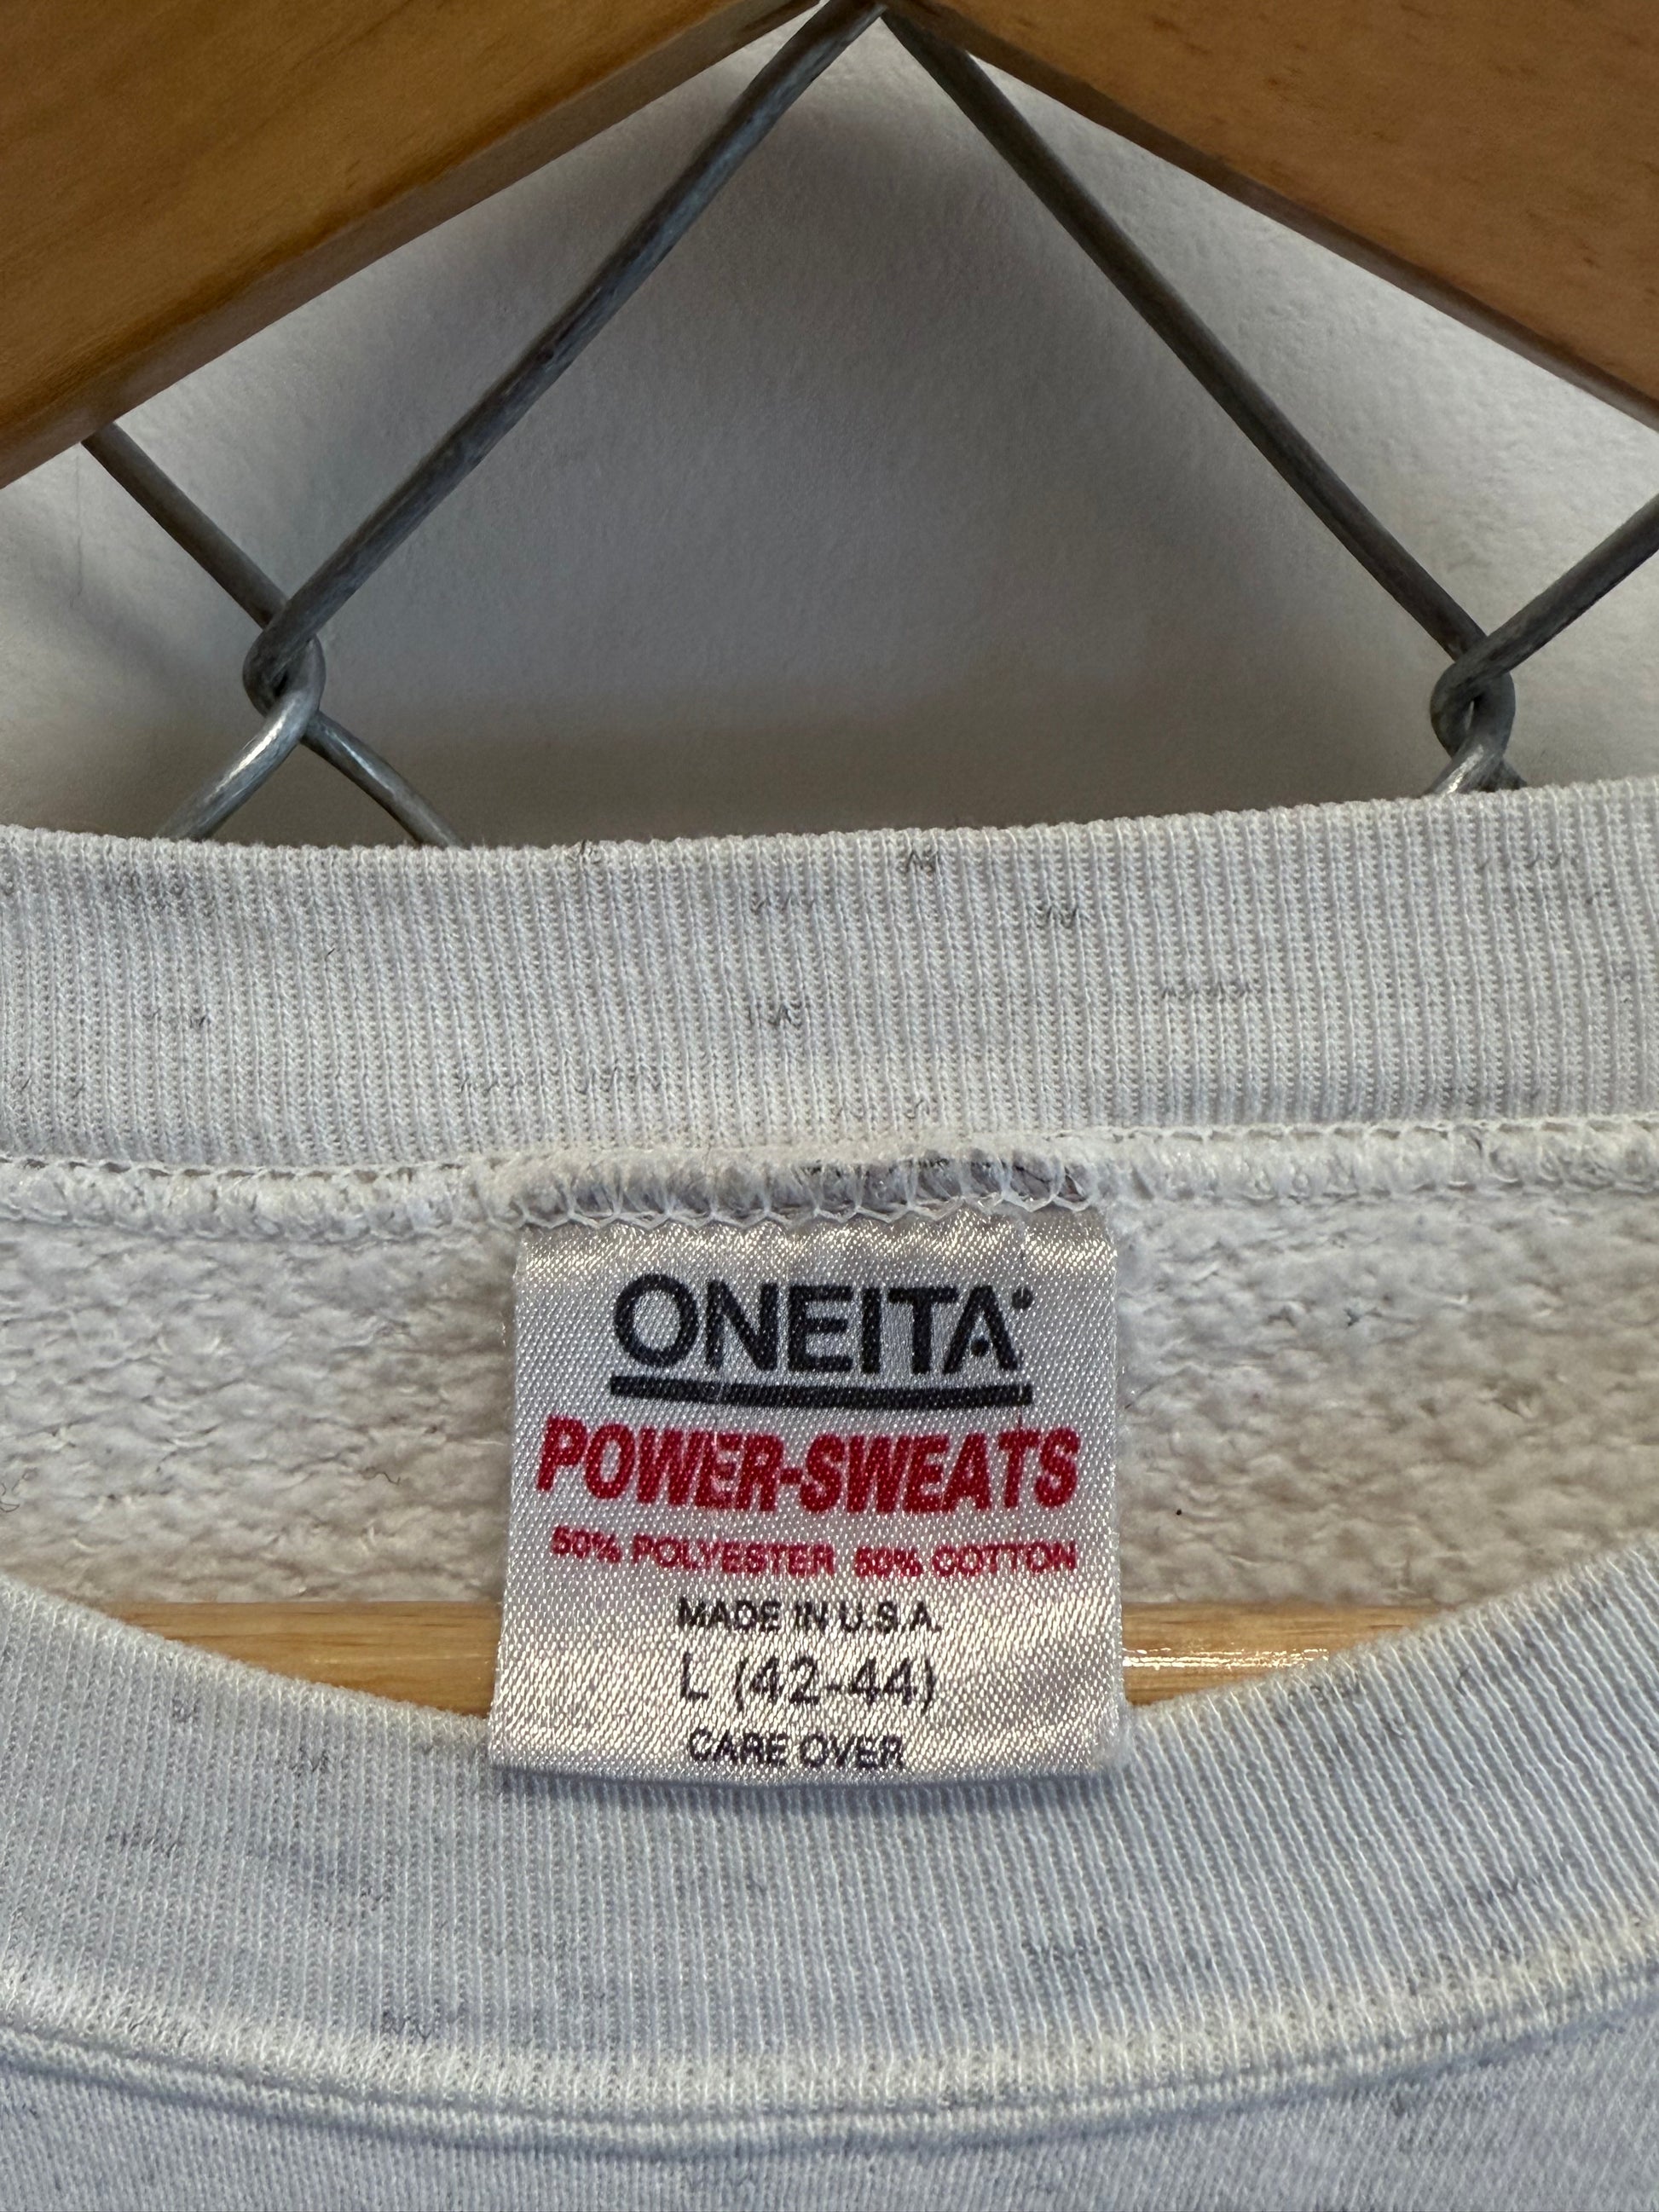 ONEITA
POWER-SWEATS
50% POLYESTER 50% COTTON
MADE IN U.S.A.
L (42-44)
CARE OVER